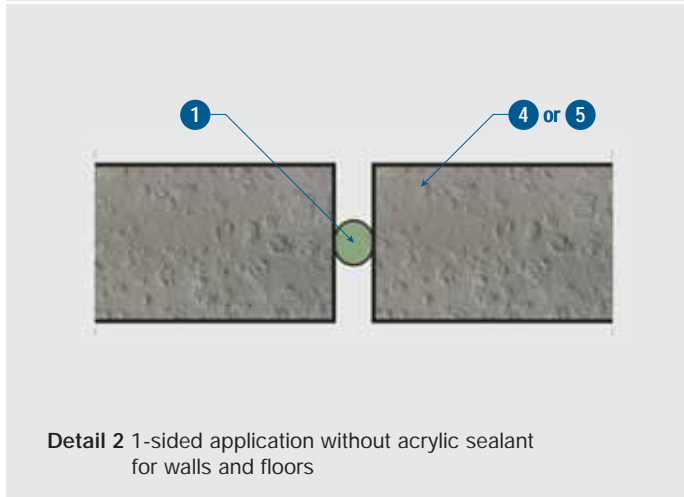 1
4 or 5
Detail 2 1-sided application without acrylic sealant
for walls and floors